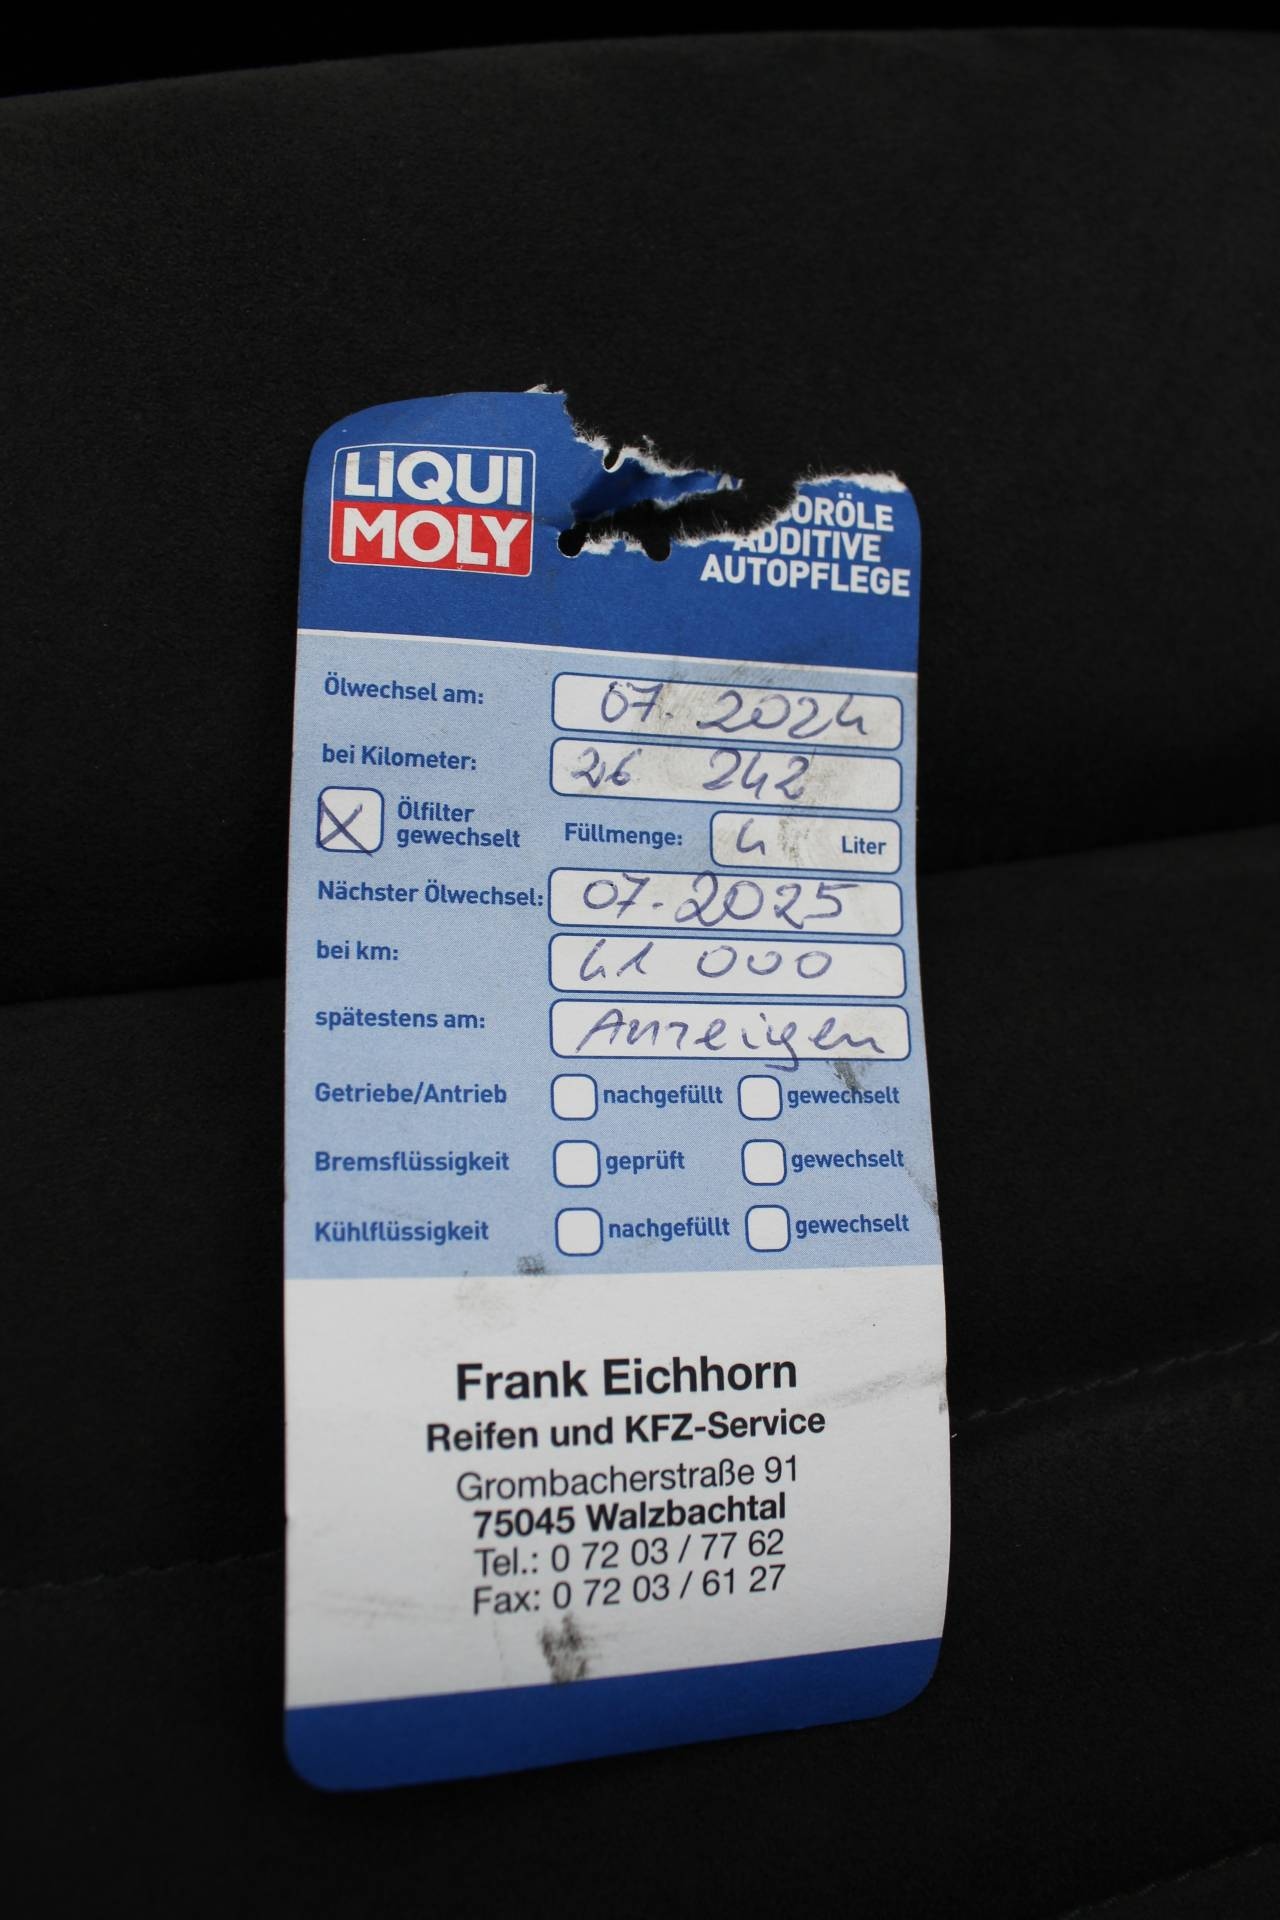 LIQUI
MOLY
ORÖLE
ADDITIVE
AUTOPFLEGE
Ölwechsel am: 07. 2024
bei Kilometer: 26 242
Ölfilter
gewechselt
Füllmenge: 4 Liter
Nächster Ölwechsel: 07.2025
bei km: 41 000
spätestens am: Anzeigen
Getriebe/Antrieb nachgefüllt gewechselt
Bremsflüssigkeit geprüft gewechselt
Kühlflüssigkeit nachgefüllt gewechselt
Frank Eichhorn
Reifen und KFZ-Service
Grombacherstraße 91
75045 Walzbachtal
Tel.: 0 72 03 / 77 62
Fax: 0 72 03 / 61 27